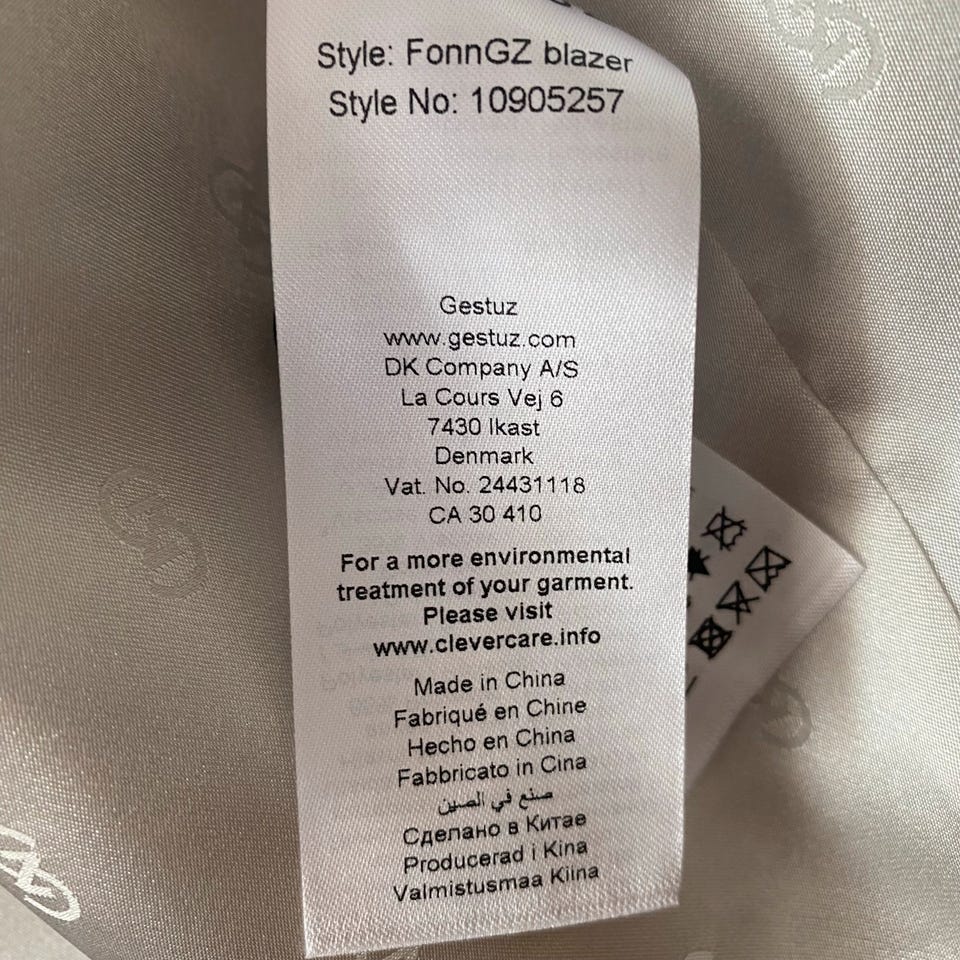 Style: FonnGZ blazer
Style No: 10905257
Gestuz
www.gestuz.com
DK Company A/S
La Cours Vej 6
7430 Ikast
Denmark
Vat. No. 24431118
CA 30 410
For a more environmental
treatment of your garment.
Please visit
www.clevercare.info
Made in China
Fabriqué en Chine
Hecho en China
Fabbricato in Cina
صنع في الصين
Сделано в Китае
Producerad i Kina
Valmistusmaa Kiina